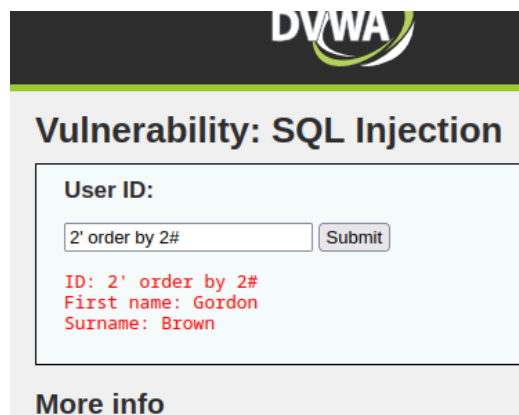 DVWA
Vulnerability: SQL Injection
User ID:
2' order by 2#
Submit
ID: 2' order by 2#
First name: Gordon
Surname: Brown
More info